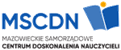 MSCDN
MAZOWIECKIE SAMORZĄDOWE
CENTRUM DOSKONALENIA NAUCZYCIELI